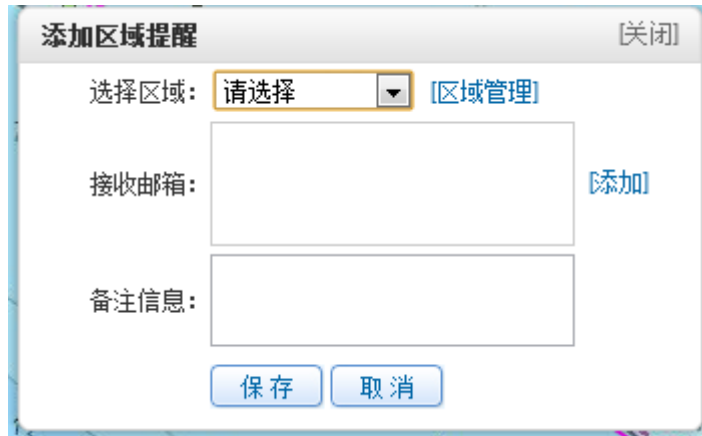 添加区域提醒 [关闭]
选择区域： 请选择 [区域管理]
接收邮箱： [添加]
备注信息：
保存 取消